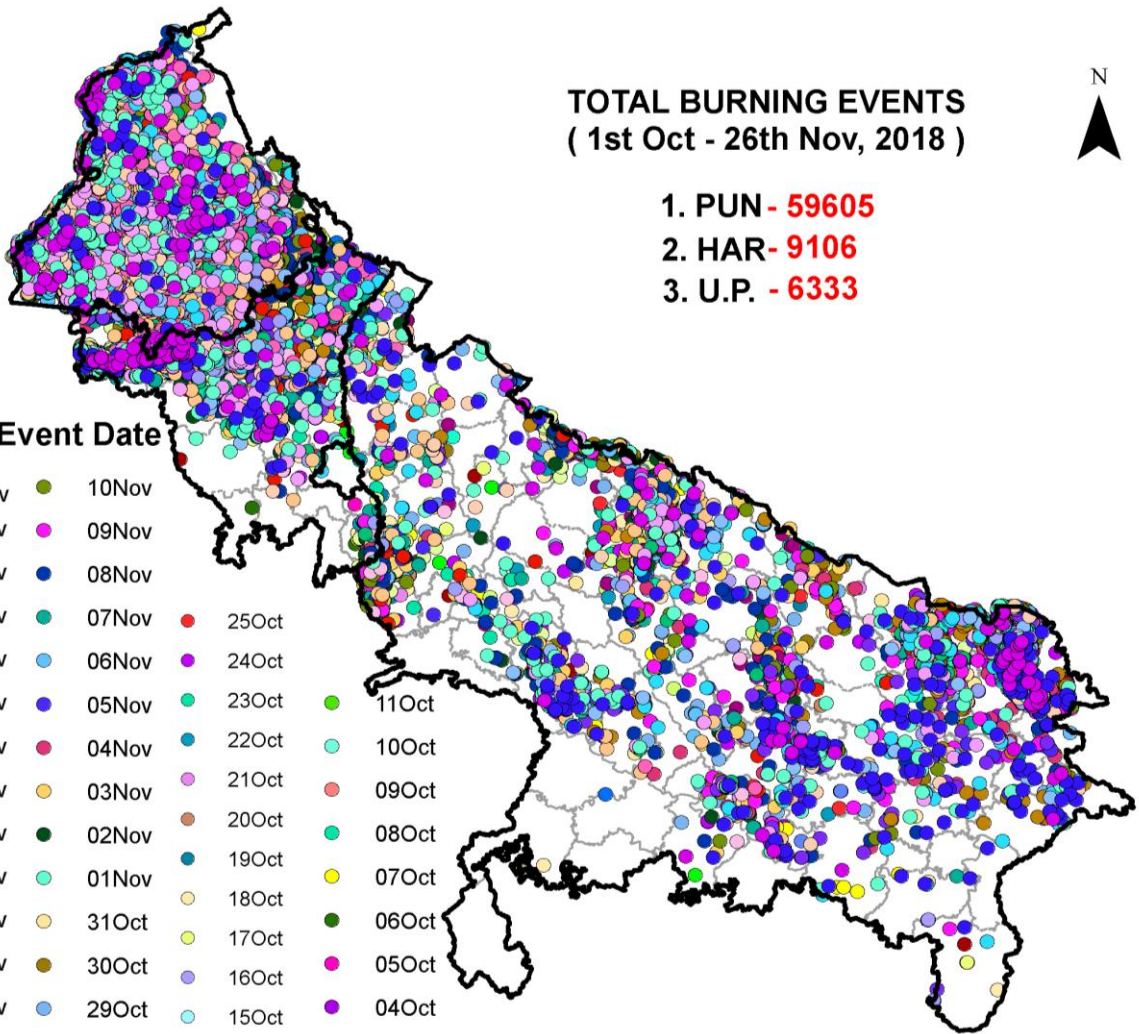 N
TOTAL BURNING EVENTS
( 1st Oct - 26th Nov, 2018 )
1. PUN - 59605
2. HAR - 9106
3. U.P. - 6333
Event Date
10Nov
09Nov
08Nov
07Nov
06Nov
05Nov
04Nov
03Nov
02Nov
01Nov
31Oct
30Oct
29Oct
25Oct
24Oct
23Oct
22Oct
21Oct
20Oct
19Oct
18Oct
17Oct
16Oct
15Oct
11Oct
10Oct
09Oct
08Oct
07Oct
06Oct
05Oct
04Oct